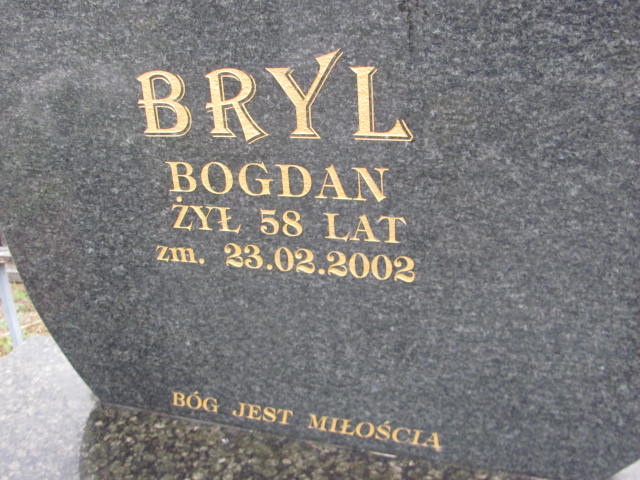 BRYL
BOGDAN
ŻYŁ 58 LAT
zm. 23.02.2002
BÓG JEST MIŁOŚCIĄ